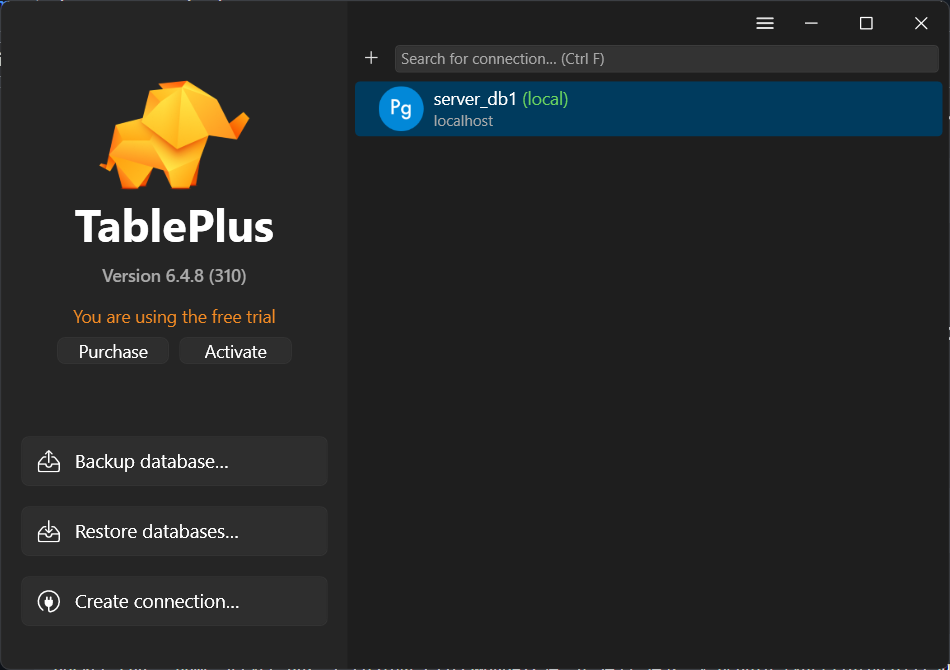 Search for connection... (Ctrl F)
Pg
server_db1 (local)
localhost
TablePlus
Version 6.4.8 (310)
You are using the free trial
Purchase
Activate
Backup database...
Restore databases...
Create connection...